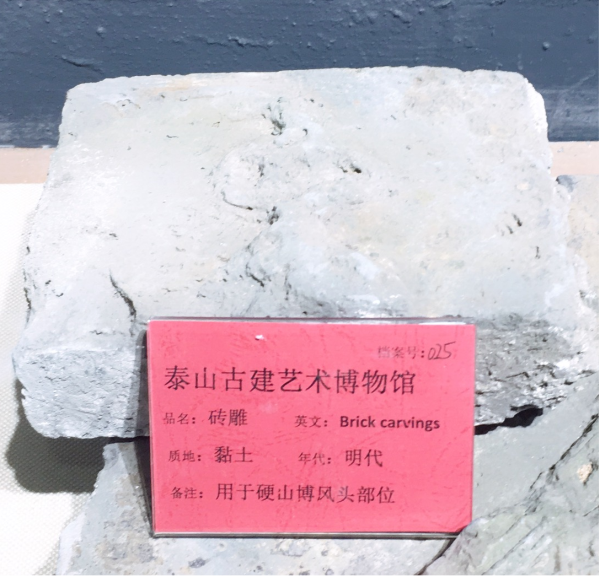 档案号:025
泰山古建艺术博物馆
品名：砖雕 英文：Brick carvings
质地：黏土 年代：明代
备注：用于硬山博风头部位